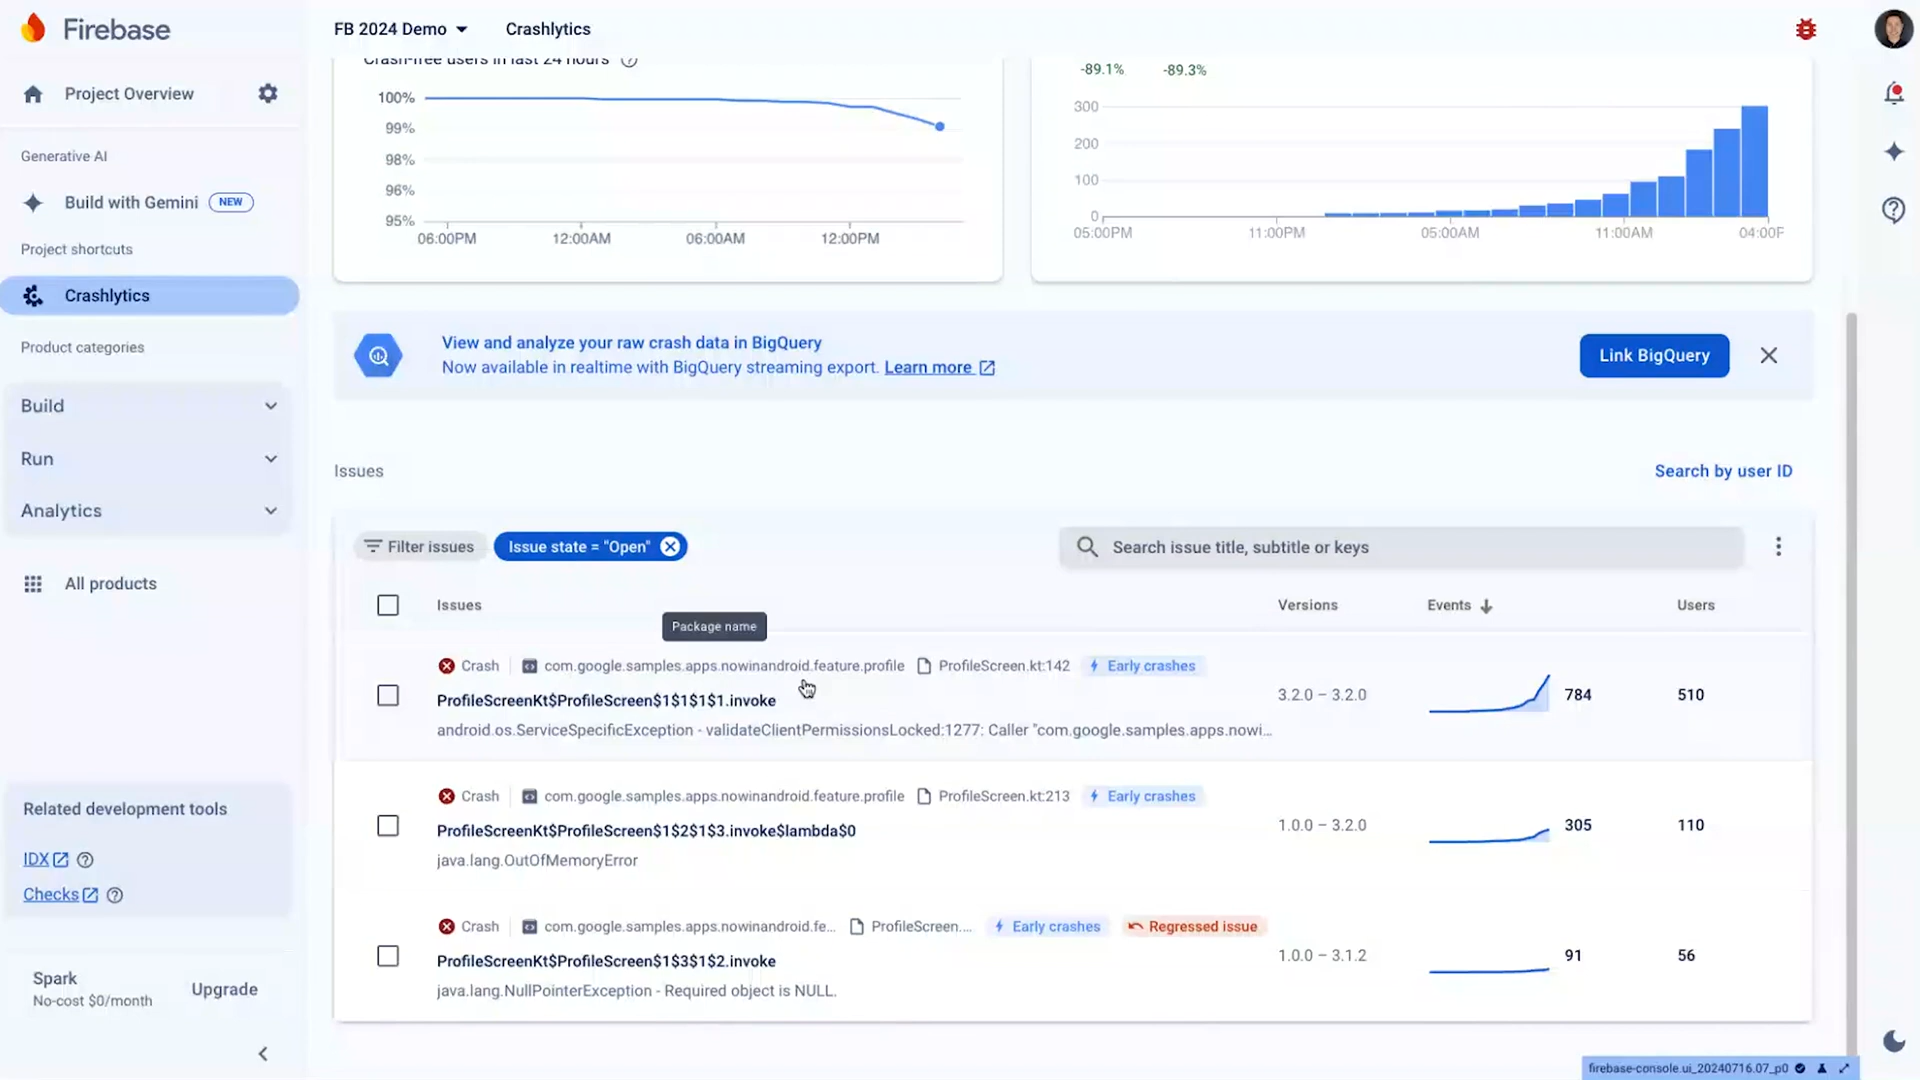 Firebase
FB 2024 Demo
Crashlytics
Project Overview
Generative AI
Build with Gemini
NEW
Project shortcuts
Crashlytics
Product categories
Build
Run
Analytics
All products
Related development tools
IDX
Checks
Spark
No-cost $0/month
Upgrade
Crash-free users in last 24 hours
100%
99%
98%
96%
95%
06:00PM
12:00AM
06:00AM
12:00PM
-89.1%
-89.3%
300
200
100
0
05:00PM
11:00PM
05:00AM
11:00AM
04:00F
View and analyze your raw crash data in BigQuery
Now available in realtime with BigQuery streaming export. Learn more
Link BigQuery
Issues
Search by user ID
Filter issues
Issue state = "Open"
Search issue title, subtitle or keys
Issues
Versions
Events
Users
Package name
Crash
com.google.samples.apps.nowinandroid.feature.profile
ProfileScreen.kt:142
Early crashes
ProfileScreenKt$ProfileScreen$1$1$1$1.invoke
android.os.ServiceSpecificException - validateClientPermissionsLocked:1277: Caller "com.google.samples.apps.nowi...
3.2.0 – 3.2.0
784
510
Crash
com.google.samples.apps.nowinandroid.feature.profile
ProfileScreen.kt:213
Early crashes
ProfileScreenKt$ProfileScreen$1$2$1$3.invoke$lambda$0
java.lang.OutOfMemoryError
1.0.0 – 3.2.0
305
110
Crash
com.google.samples.apps.nowinandroid.fe...
ProfileScreen....
Early crashes
Regressed issue
ProfileScreenKt$ProfileScreen$1$3$1$2.invoke
java.lang.NullPointerException - Required object is NULL.
1.0.0 – 3.1.2
91
56
firebase-console.ui_20240716.07_p0